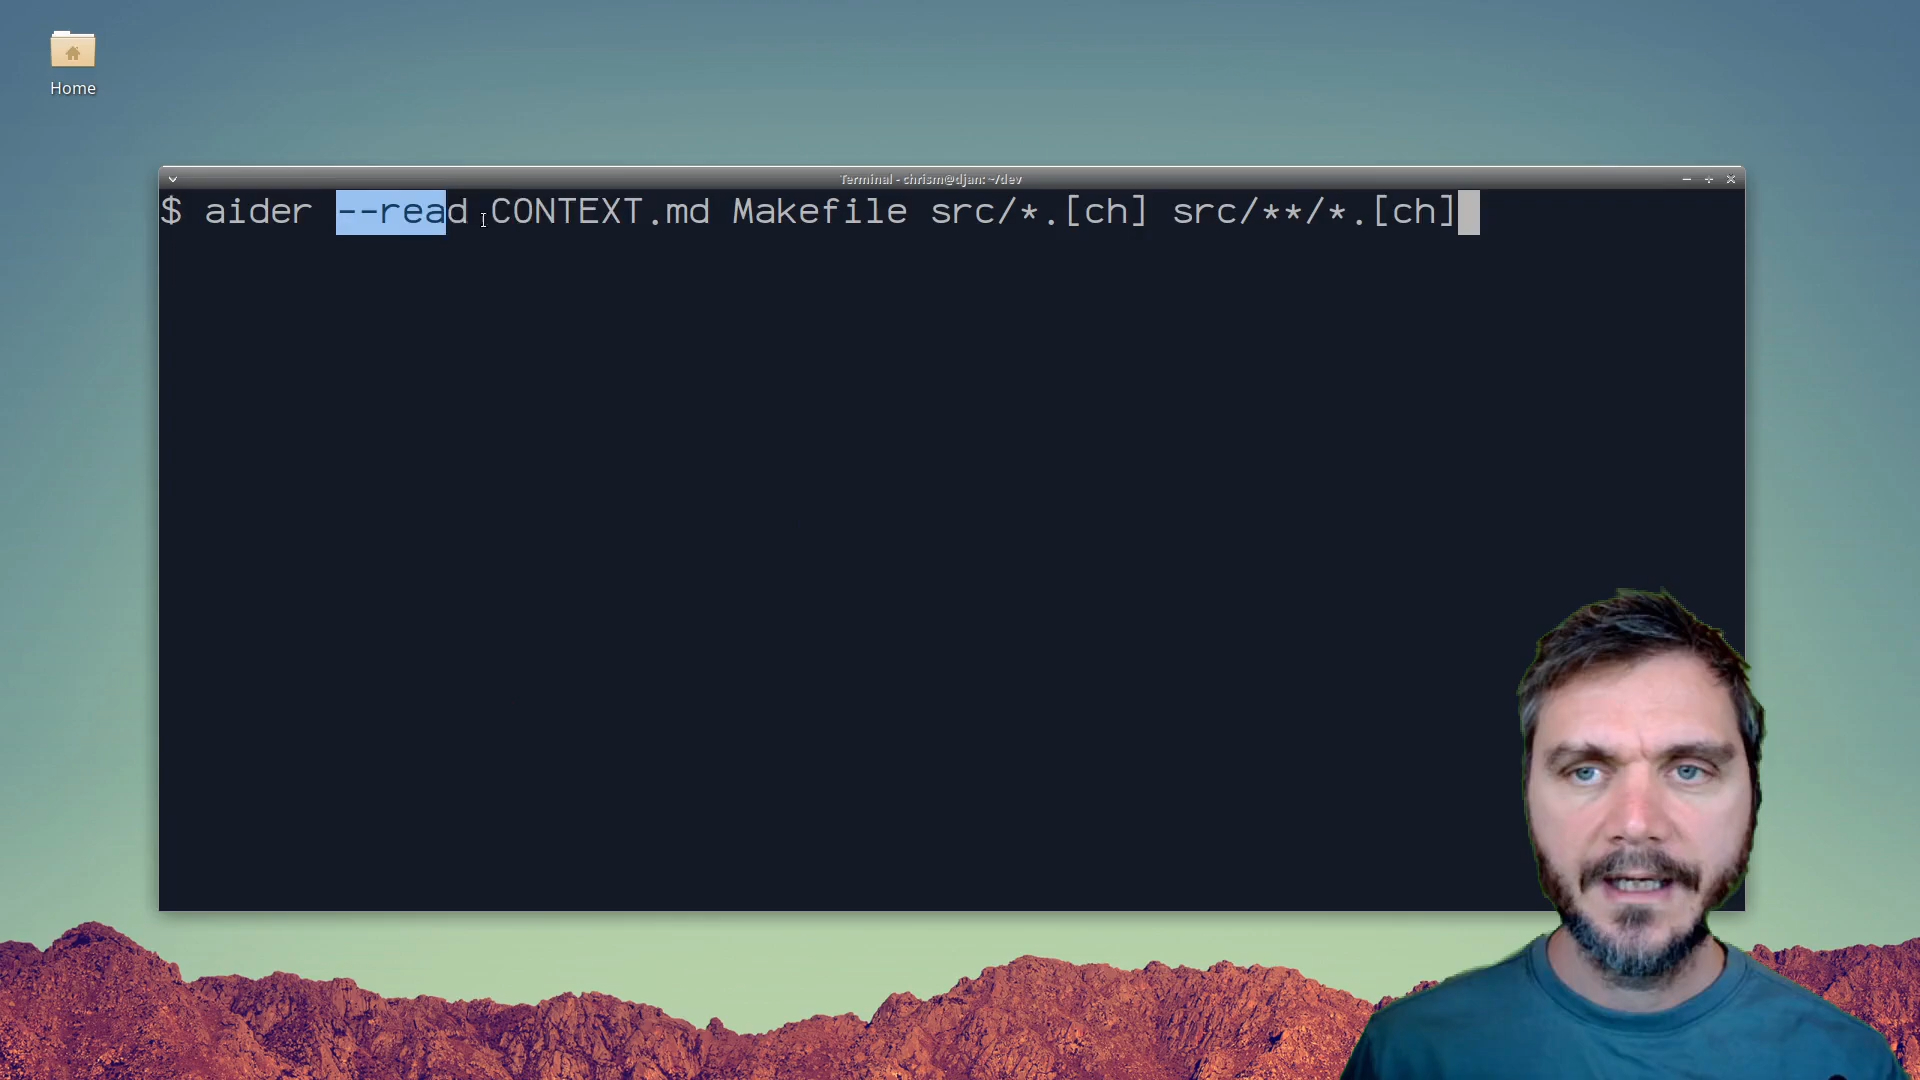 Home
Terminal - chrism@djan: ~/dev
$ aider --read CONTEXT.md Makefile src/*.[ch] src/**/*.[ch]